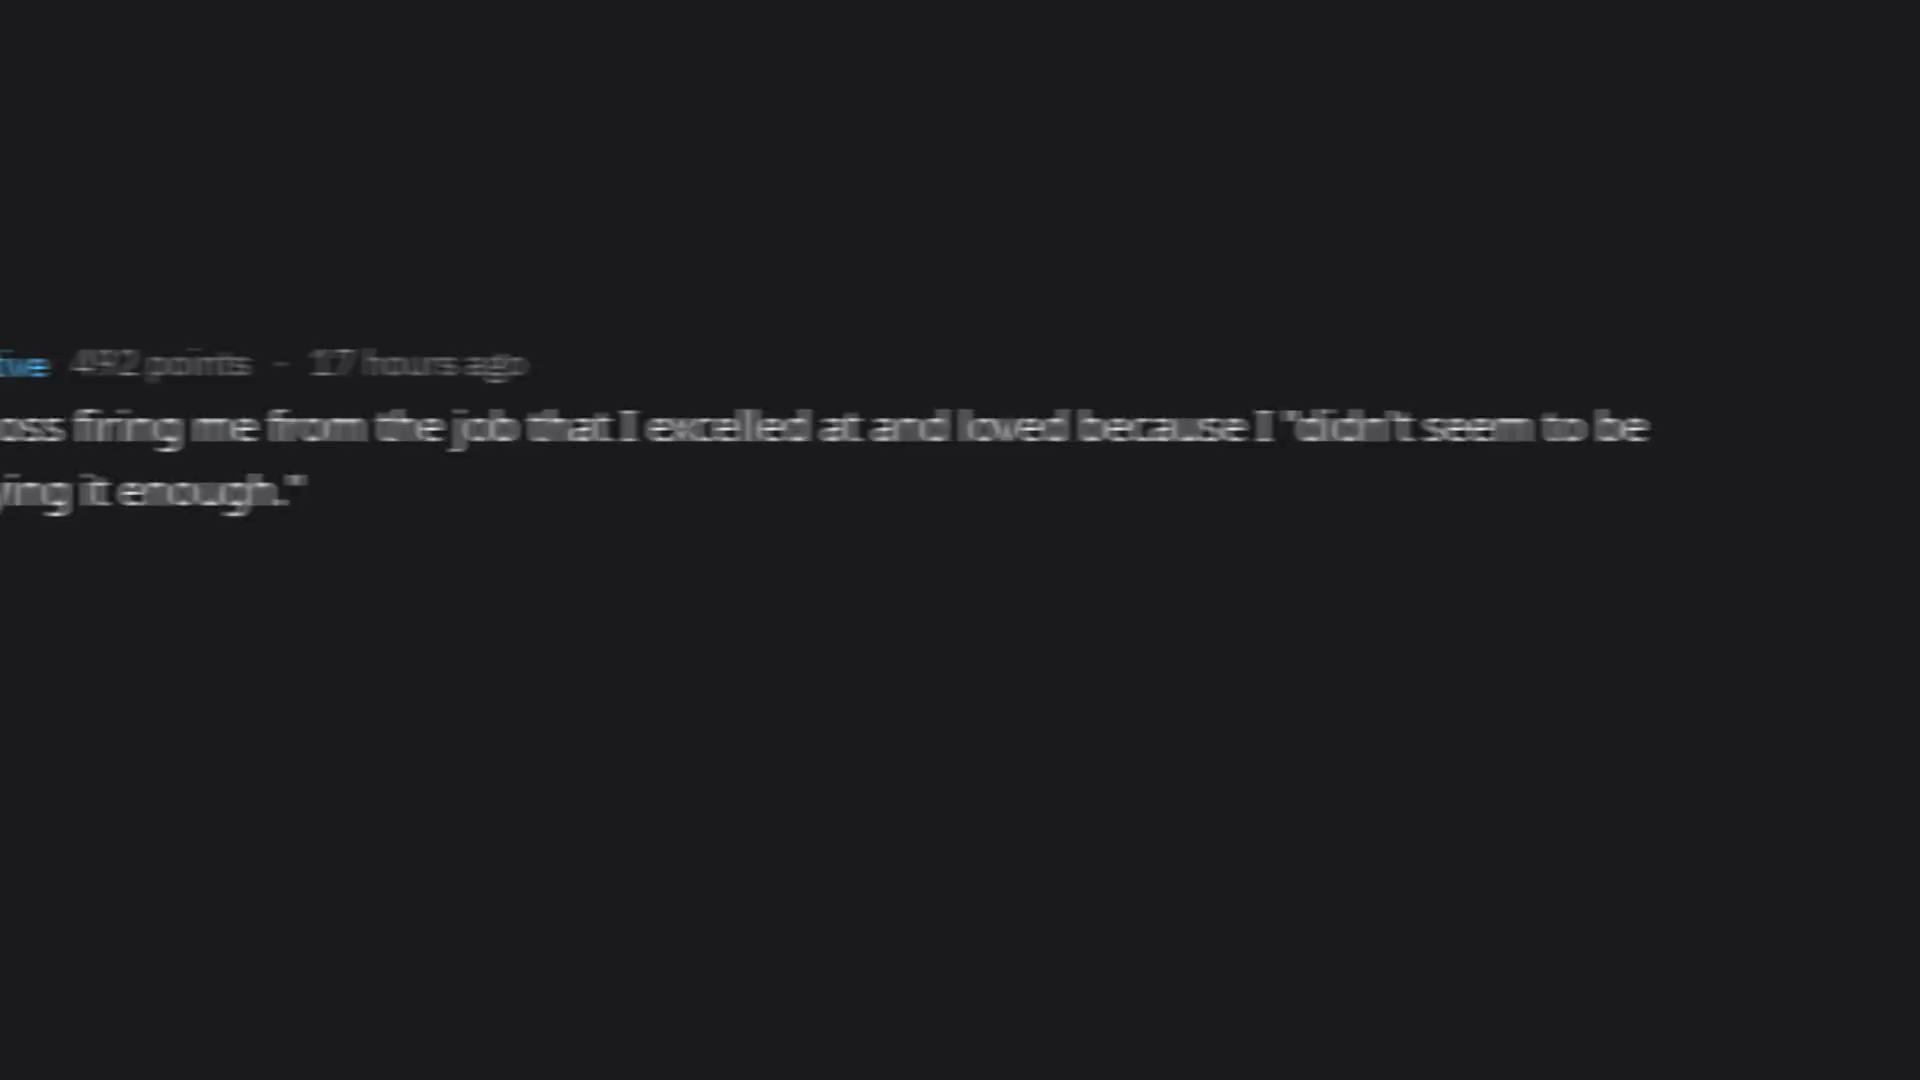 492 points - 17 hours ago
firing me from the job that I excelled at and loved because I "didn't seem to be
it enough."